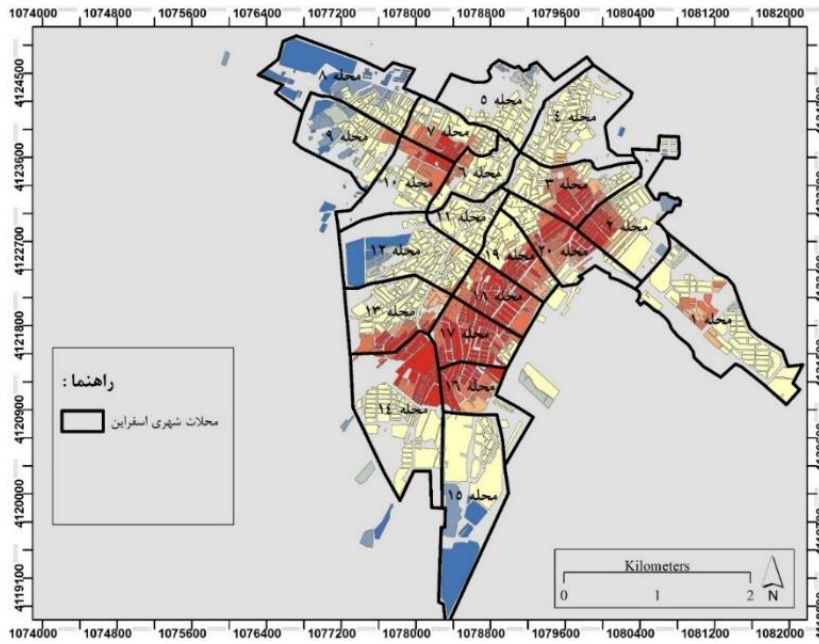 1074000 1074800 1075600 1076400 1077200 1078000 1078800 1079600 1080400 1081200 1082000
4124500
4123600
4122700
4121800
4120900
4120000
4119100
محله ۸
محله ۵
محله ۴
محله ۷
محله ۹
محله ۶
محله ۳
محله ۱۰
محله ۱۱
محله ۲
محله ۱۲
محله ۱۹
محله ۲۰
محله ۱۸
محله ۱۳
محله ۱
محله ۱۷
محله ۱۶
محله ۱۴
محله ۱۵
راهنما :
محلات شهری اسفراین
Kilometers
0 1 2
N
1074000 1074800 1075600 1076400 1077200 1078000 1078800 1079600 1080400 1081200 1082000